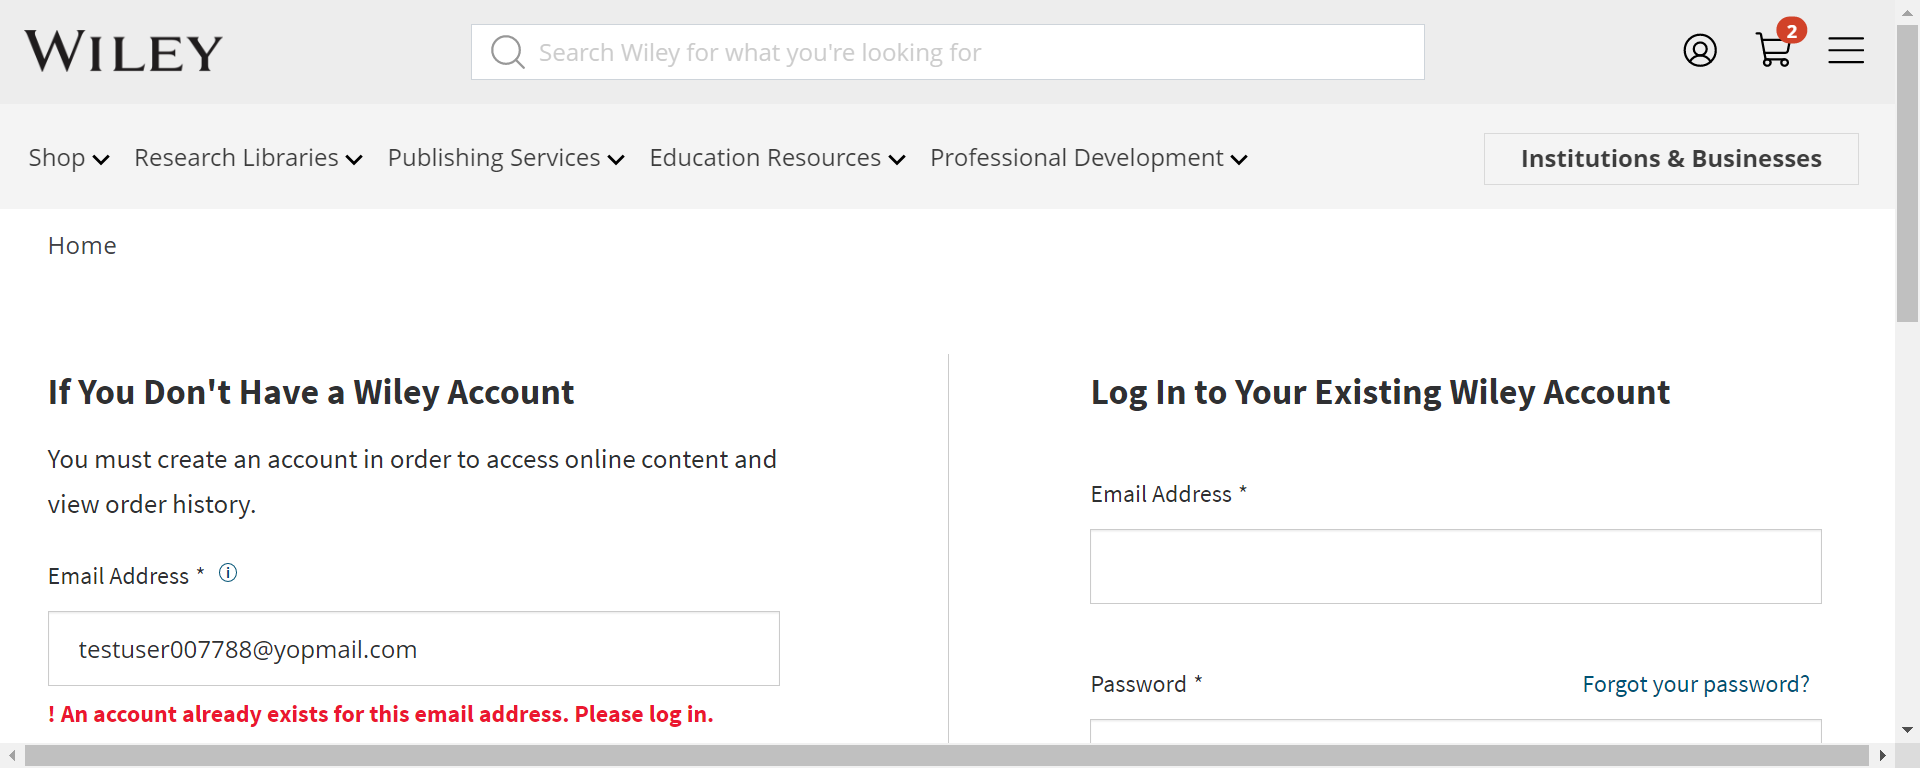 WILEY
Search Wiley for what you're looking for
2
Shop
Research Libraries
Publishing Services
Education Resources
Professional Development
Institutions & Businesses
Home
If You Don't Have a Wiley Account
You must create an account in order to access online content and
view order history.
Email Address *
testuser007788@yopmail.com
! An account already exists for this email address. Please log in.
Log In to Your Existing Wiley Account
Email Address *
Password *
Forgot your password?